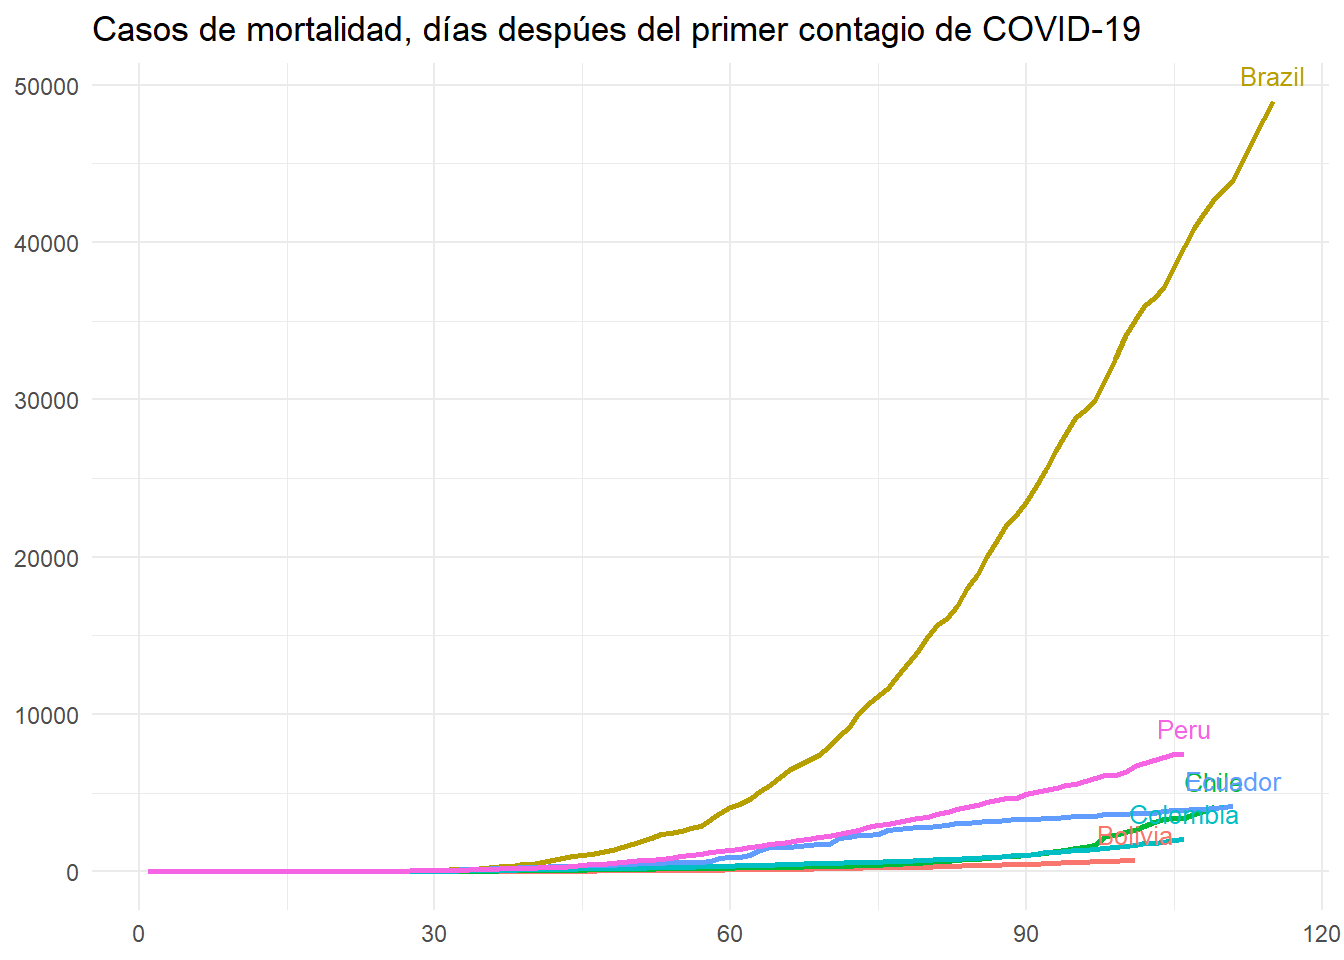 Casos de mortalidad, días despúes del primer contagio de COVID-19
50000
Brazil
40000
30000
20000
10000
Peru
Chile
Ecuador
Colombia
Bolivia
0
0 30 60 90 120